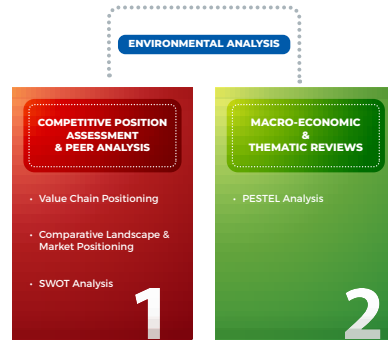 ENVIRONMENTAL ANALYSIS
COMPETITIVE POSITION
ASSESSMENT
& PEER ANALYSIS
• Value Chain Positioning
• Comparative Landscape &
Market Positioning
• SWOT Analysis
1
MACRO-ECONOMIC
&
THEMATIC REVIEWS
• PESTEL Analysis
2